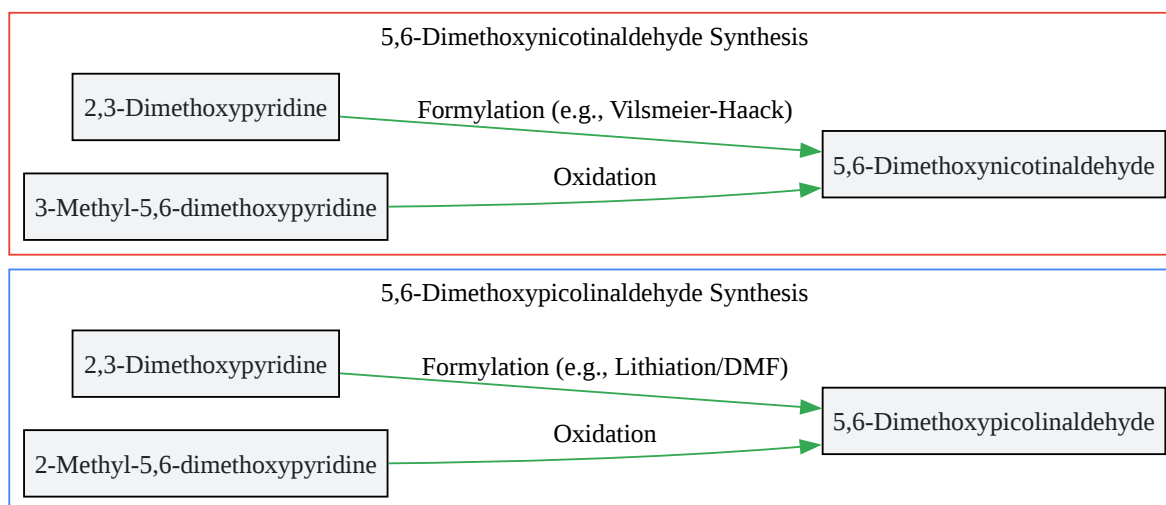 5,6-Dimethoxynicotinaldehyde Synthesis
2,3-Dimethoxypyridine
Formylation (e.g., Vilsmeier-Haack)
5,6-Dimethoxynicotinaldehyde
Oxidation
3-Methyl-5,6-dimethoxypyridine
5,6-Dimethoxypicolinaldehyde Synthesis
2,3-Dimethoxypyridine
Formylation (e.g., Lithiation/DMF)
5,6-Dimethoxypicolinaldehyde
Oxidation
2-Methyl-5,6-dimethoxypyridine